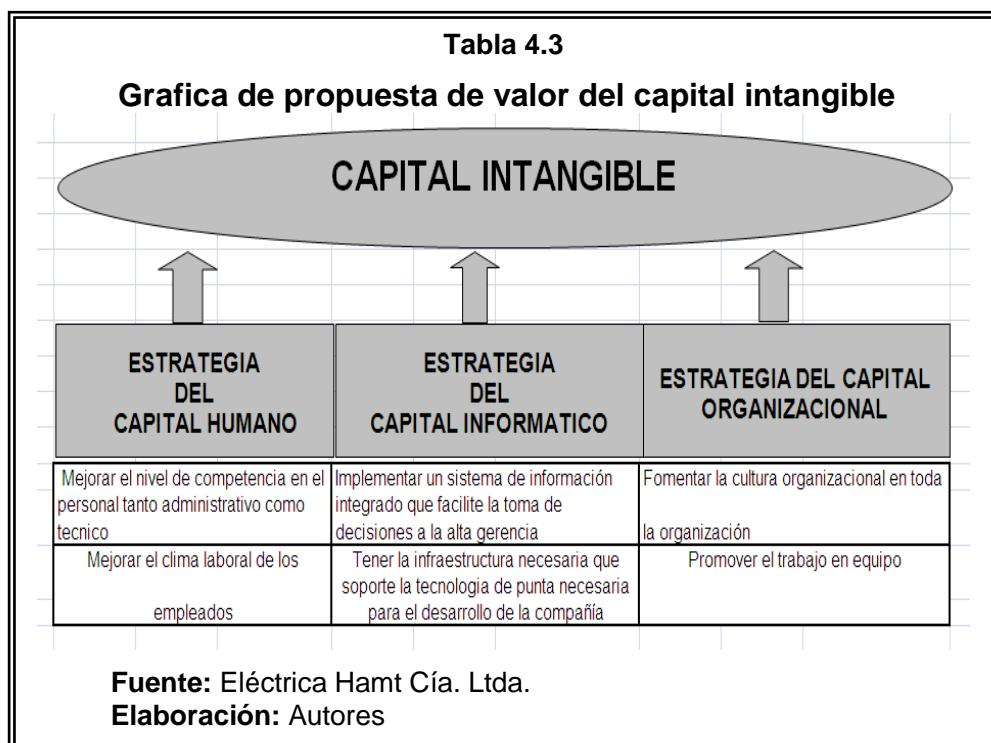 Tabla 4.3
Grafica de propuesta de valor del capital intangible
CAPITAL INTANGIBLE
ESTRATEGIA
DEL
CAPITAL HUMANO
ESTRATEGIA
DEL
CAPITAL INFORMATICO
ESTRATEGIA DEL CAPITAL
ORGANIZACIONAL
Mejorar el nivel de competencia en el
personal tanto administrativo como
tecnico
Implementar un sistema de información
integrado que facilite la toma de
decisiones a la alta gerencia
Fomentar la cultura organizacional en toda
la organización
Mejorar el clima laboral de los
empleados
Tener la infraestructura necesaria que
soporte la tecnologia de punta necesaria
para el desarrollo de la compañía
Promover el trabajo en equipo
Fuente: Eléctrica Hamt Cía. Ltda.
Elaboración: Autores